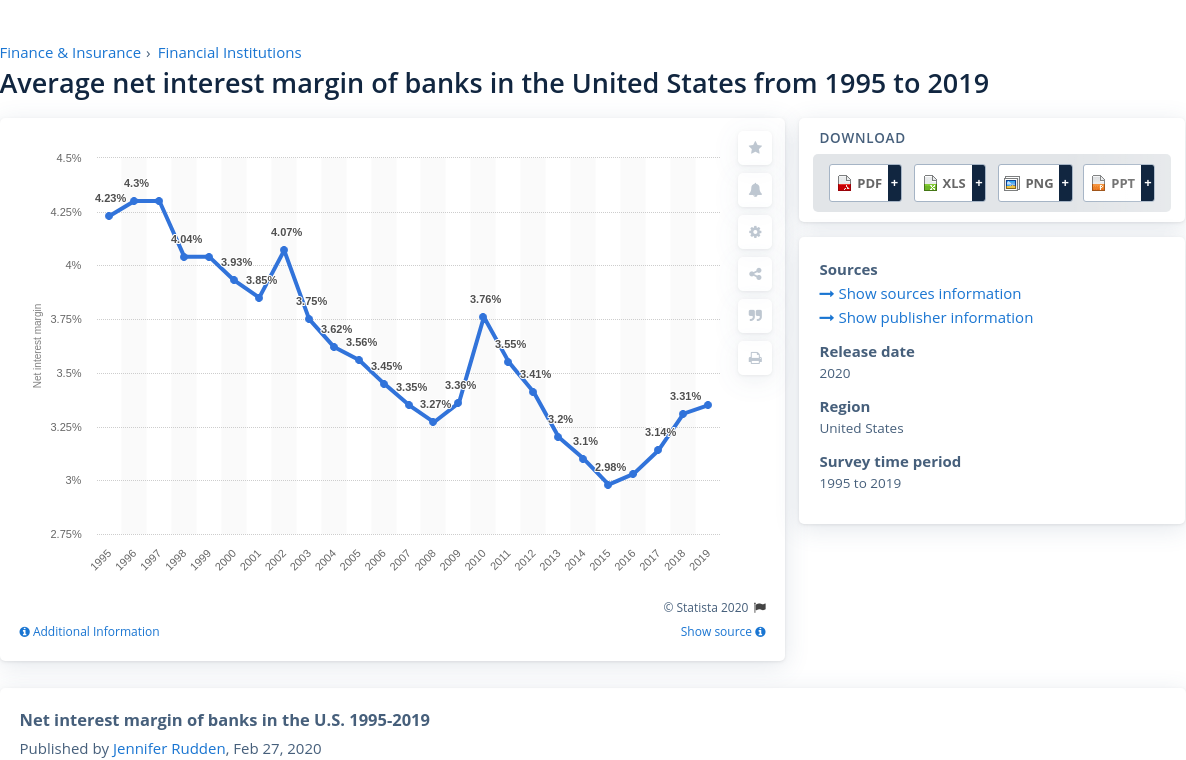 Finance & Insurance › Financial Institutions
Average net interest margin of banks in the United States from 1995 to 2019
4.5%
4.25%
4%
3.75%
3.5%
3.25%
3%
2.75%
Net interest margin
4.23%
4.3%
4.04%
3.93%
3.85%
4.07%
3.75%
3.62%
3.56%
3.45%
3.35%
3.27%
3.36%
3.76%
3.55%
3.41%
3.2%
3.1%
2.98%
3.14%
3.31%
1995
1996
1997
1998
1999
2000
2001
2002
2003
2004
2005
2006
2007
2008
2009
2010
2011
2012
2013
2014
2015
2016
2017
2018
2019
© Statista 2020
Additional Information
Show source
DOWNLOAD
PDF +
XLS +
PNG +
PPT +
Sources
Show sources information
Show publisher information
Release date
2020
Region
United States
Survey time period
1995 to 2019
Net interest margin of banks in the U.S. 1995-2019
Published by Jennifer Rudden, Feb 27, 2020